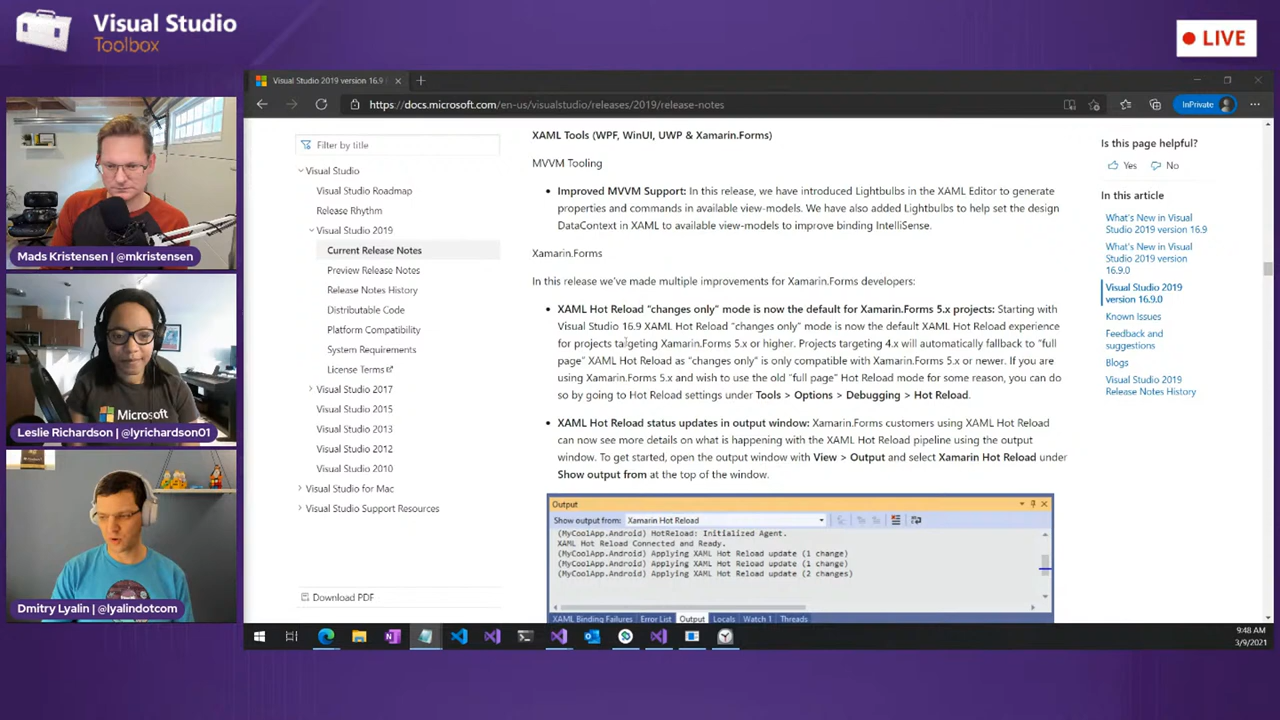 Visual Studio
Toolbox
LIVE
Mads Kristensen | @mkristensen
Microsoft
Leslie Richardson | @lyrichardson01
Dmitry Lyalin | @lyalindotcom
Visual Studio 2019 version 16.9
https://docs.microsoft.com/en-us/visualstudio/releases/2019/release-notes
InPrivate
Filter by title
Visual Studio
Visual Studio Roadmap
Release Rhythm
Visual Studio 2019
Current Release Notes
Preview Release Notes
Release Notes History
Distributable Code
Platform Compatibility
System Requirements
License Terms
Visual Studio 2017
Visual Studio 2015
Visual Studio 2013
Visual Studio 2012
Visual Studio 2010
Visual Studio for Mac
Visual Studio Support Resources
Download PDF
XAML Tools (WPF, WinUI, UWP & Xamarin.Forms)
MVVM Tooling
Improved MVVM Support: In this release, we have introduced Lightbulbs in the XAML Editor to generate
properties and commands in available view-models. We have also added Lightbulbs to help set the design
DataContext in XAML to available view-models to improve binding IntelliSense.
Xamarin.Forms
In this release we've made multiple improvements for Xamarin.Forms developers:
XAML Hot Reload "changes only" mode is now the default for Xamarin.Forms 5.x projects: Starting with
Visual Studio 16.9 XAML Hot Reload "changes only" mode is now the default XAML Hot Reload experience
for projects targeting Xamarin.Forms 5.x or higher. Projects targeting 4.x will automatically fallback to "full
page" XAML Hot Reload as "changes only" is only compatible with Xamarin.Forms 5.x or newer. If you are
using Xamarin.Forms 5.x and wish to use the old "full page" Hot Reload mode for some reason, you can do
so by going to Hot Reload settings under Tools > Options > Debugging > Hot Reload.
XAML Hot Reload status updates in output window: Xamarin.Forms customers using XAML Hot Reload
can now see more details on what is happening with the XAML Hot Reload pipeline using the output
window. To get started, open the output window with View > Output and select Xamarin Hot Reload under
Show output from at the top of the window.
Output
Show output from: Xamarin Hot Reload
(MyCoolApp.Android) HotReload: Initialized Agent.
XAML Hot Reload Connected and Ready.
(MyCoolApp.Android) Applying XAML Hot Reload update (1 change)
(MyCoolApp.Android) Applying XAML Hot Reload update (1 change)
(MyCoolApp.Android) Applying XAML Hot Reload update (2 changes)
XAML Binding Failures Error List Output Locals Watch 1 Threads
Is this page helpful?
Yes No
In this article
What's New in Visual
Studio 2019 version 16.9
What's New in Visual
Studio 2019 version
16.9.0
Visual Studio 2019
version 16.9.0
Known Issues
Feedback and
suggestions
Blogs
Visual Studio 2019
Release Notes History
9:48 AM
3/9/2021